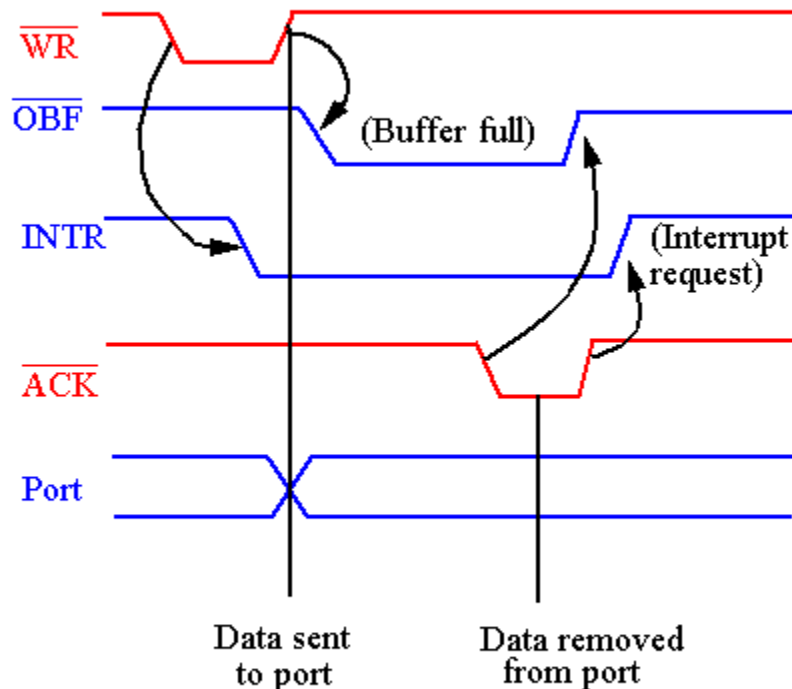 WR
OBF
(Buffer full)
INTR
(Interrupt
request)
ACK
Port
Data sent
to port
Data removed
from port